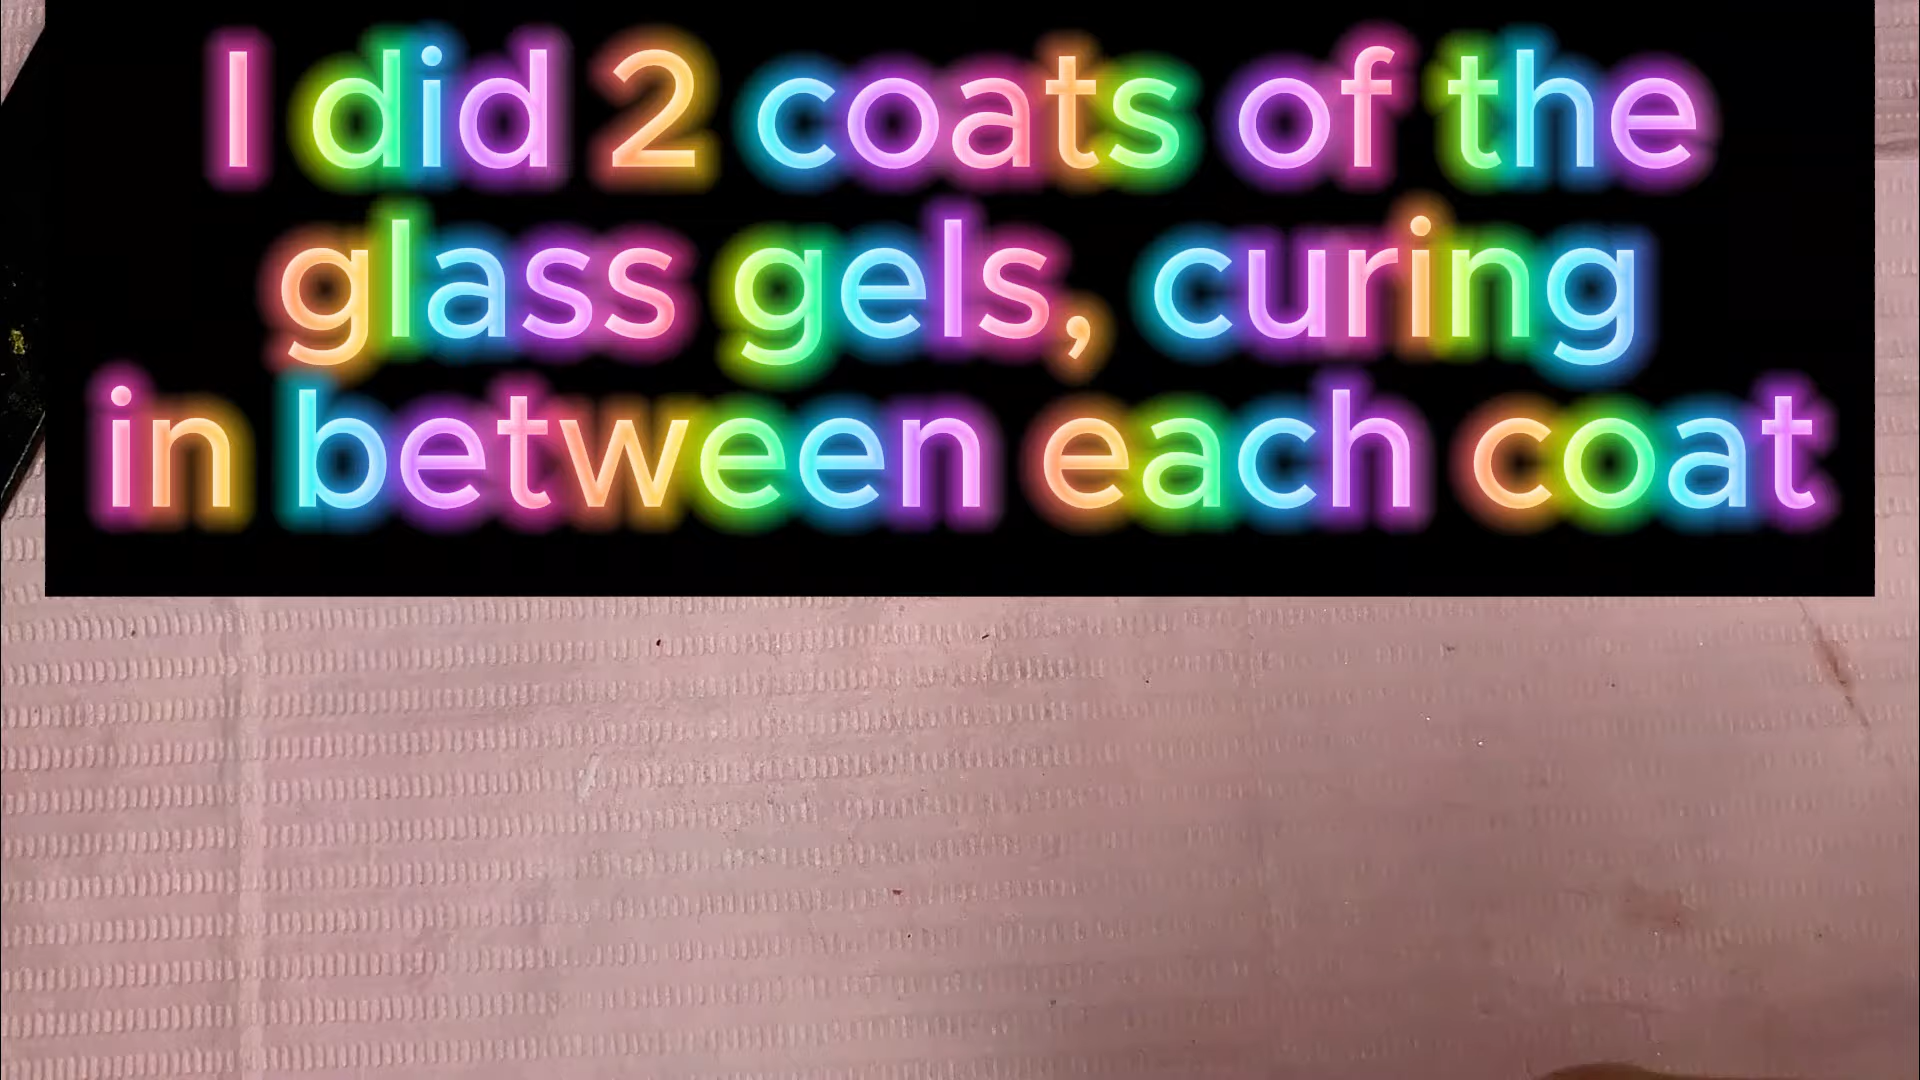 I did 2 coats of the
glass gels, curing
in between each coat